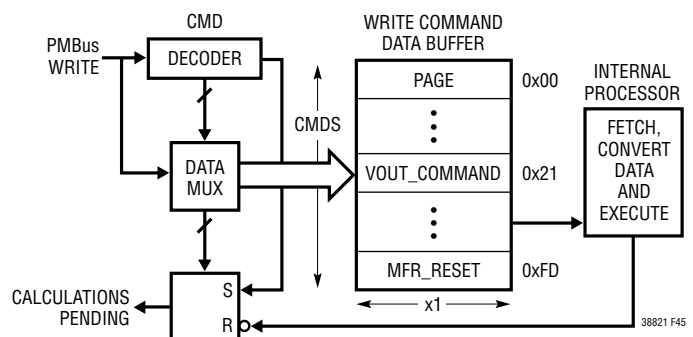 CMD
PMBus
WRITE
DECODER
WRITE COMMAND
DATA BUFFER
PAGE
0x00
INTERNAL
PROCESSOR
CMDS
FETCH,
CONVERT
DATA
AND
EXECUTE
DATA
MUX
VOUT_COMMAND
0x21
MFR_RESET
0xFD
S
CALCULATIONS
PENDING
R
x1
38821 F45